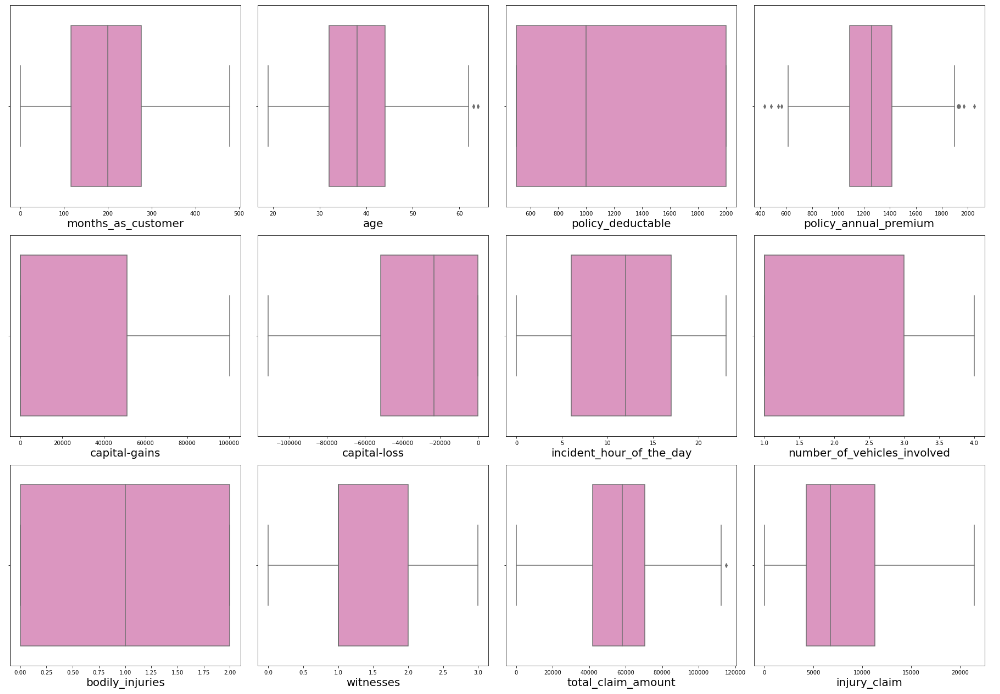 0 100 200 300 400 500
months_as_customer
20 30 40 50 60
age
600 800 1000 1200 1400 1600 1800 2000
policy_deductable
400 600 800 1000 1200 1400 1600 1800 2000
policy_annual_premium
0 20000 40000 60000 80000 100000
capital-gains
−100000 −80000 −60000 −40000 −20000 0
capital-loss
0 5 10 15 20
incident_hour_of_the_day
1.0 1.5 2.0 2.5 3.0 3.5 4.0
number_of_vehicles_involved
0.00 0.25 0.50 0.75 1.00 1.25 1.50 1.75 2.00
bodily_injuries
0.0 0.5 1.0 1.5 2.0 2.5 3.0
witnesses
0 20000 40000 60000 80000 100000 120000
total_claim_amount
0 5000 10000 15000 20000
injury_claim